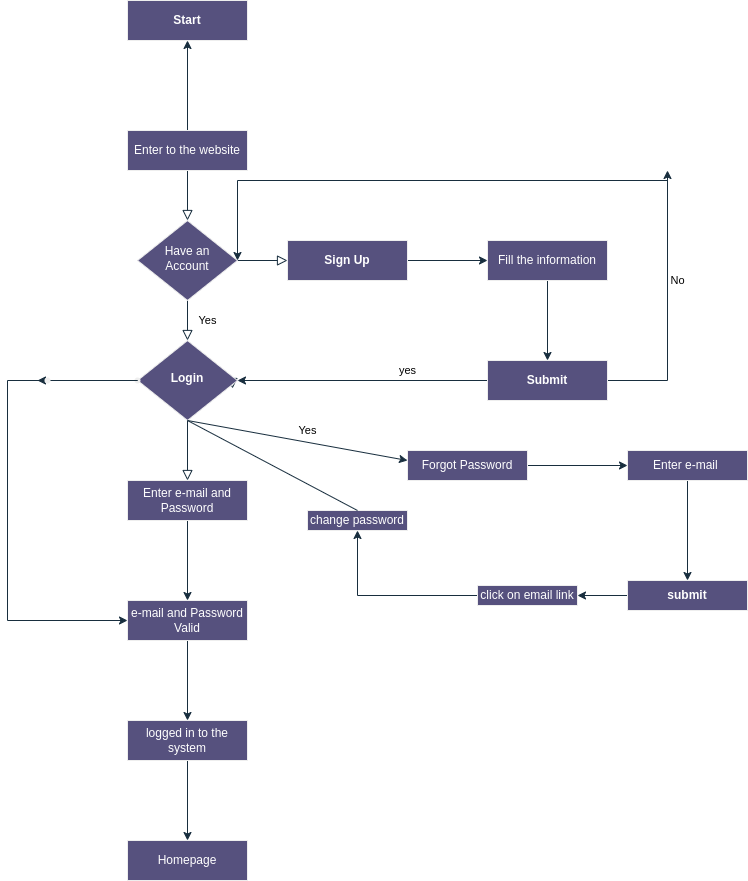 Start
Enter to the website
Have an
Account
Sign Up
Fill the information
No
Yes
Login
yes
Submit
Yes
Forgot Password
Enter e-mail
Enter e-mail and
Password
change password
click on email link
submit
e-mail and Password
Valid
logged in to the
system
Homepage